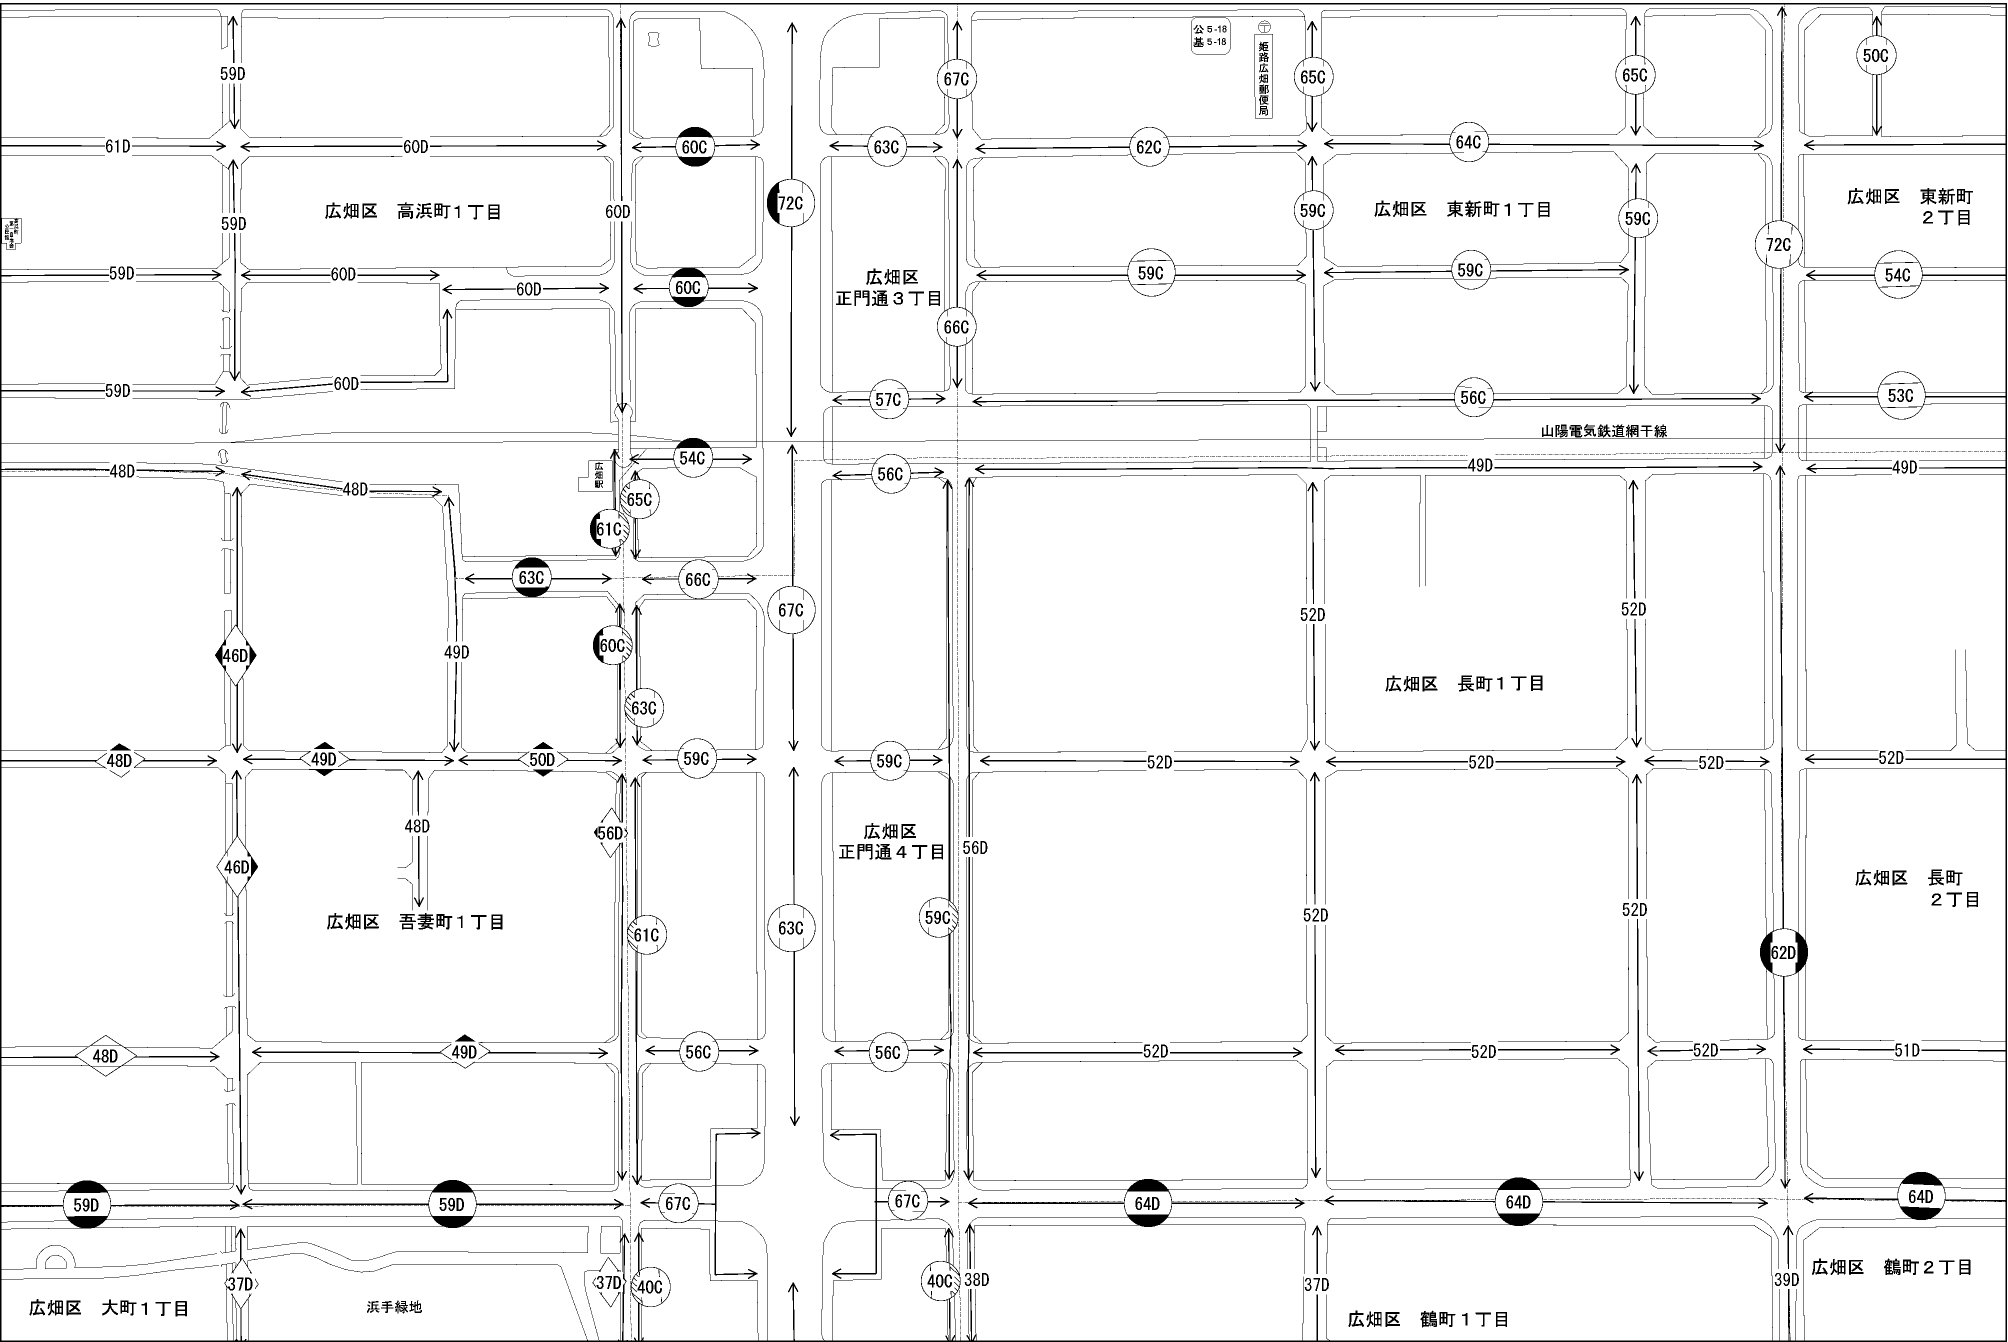 公 5-18
基 5-18
〒
姫路広畑郵便局
50C
59D
67C
65C
65C
61D
60D
60C
63C
62C
64C
72C
広畑区　高浜町１丁目
60D
59D
59C
広畑区　東新町１丁目
59C
広畑区　東新町
２丁目
72C
59D
60D
60D
60C
広畑区
正門通３丁目
59C
59C
54C
66C
59D
60D
57C
56C
53C
山陽電気鉄道網干線
48D
48D
広畑駅
54C
56C
49D
49D
65C
61C
63C
66C
67C
52D
52D
46D
49D
60C
63C
広畑区　長町１丁目
48D
49D
50D
59C
59C
52D
52D
52D
52D
48D
56D
広畑区
正門通４丁目
56D
46D
広畑区　長町
２丁目
広畑区　吾妻町１丁目
61C
63C
59C
52D
52D
62D
48D
49D
56C
56C
52D
52D
52D
51D
59D
59D
67C
67C
64D
64D
64D
37D
37D
40C
40C
38D
37D
39D
広畑区　鶴町２丁目
広畑区　大町１丁目
浜手緑地
広畑区　鶴町１丁目